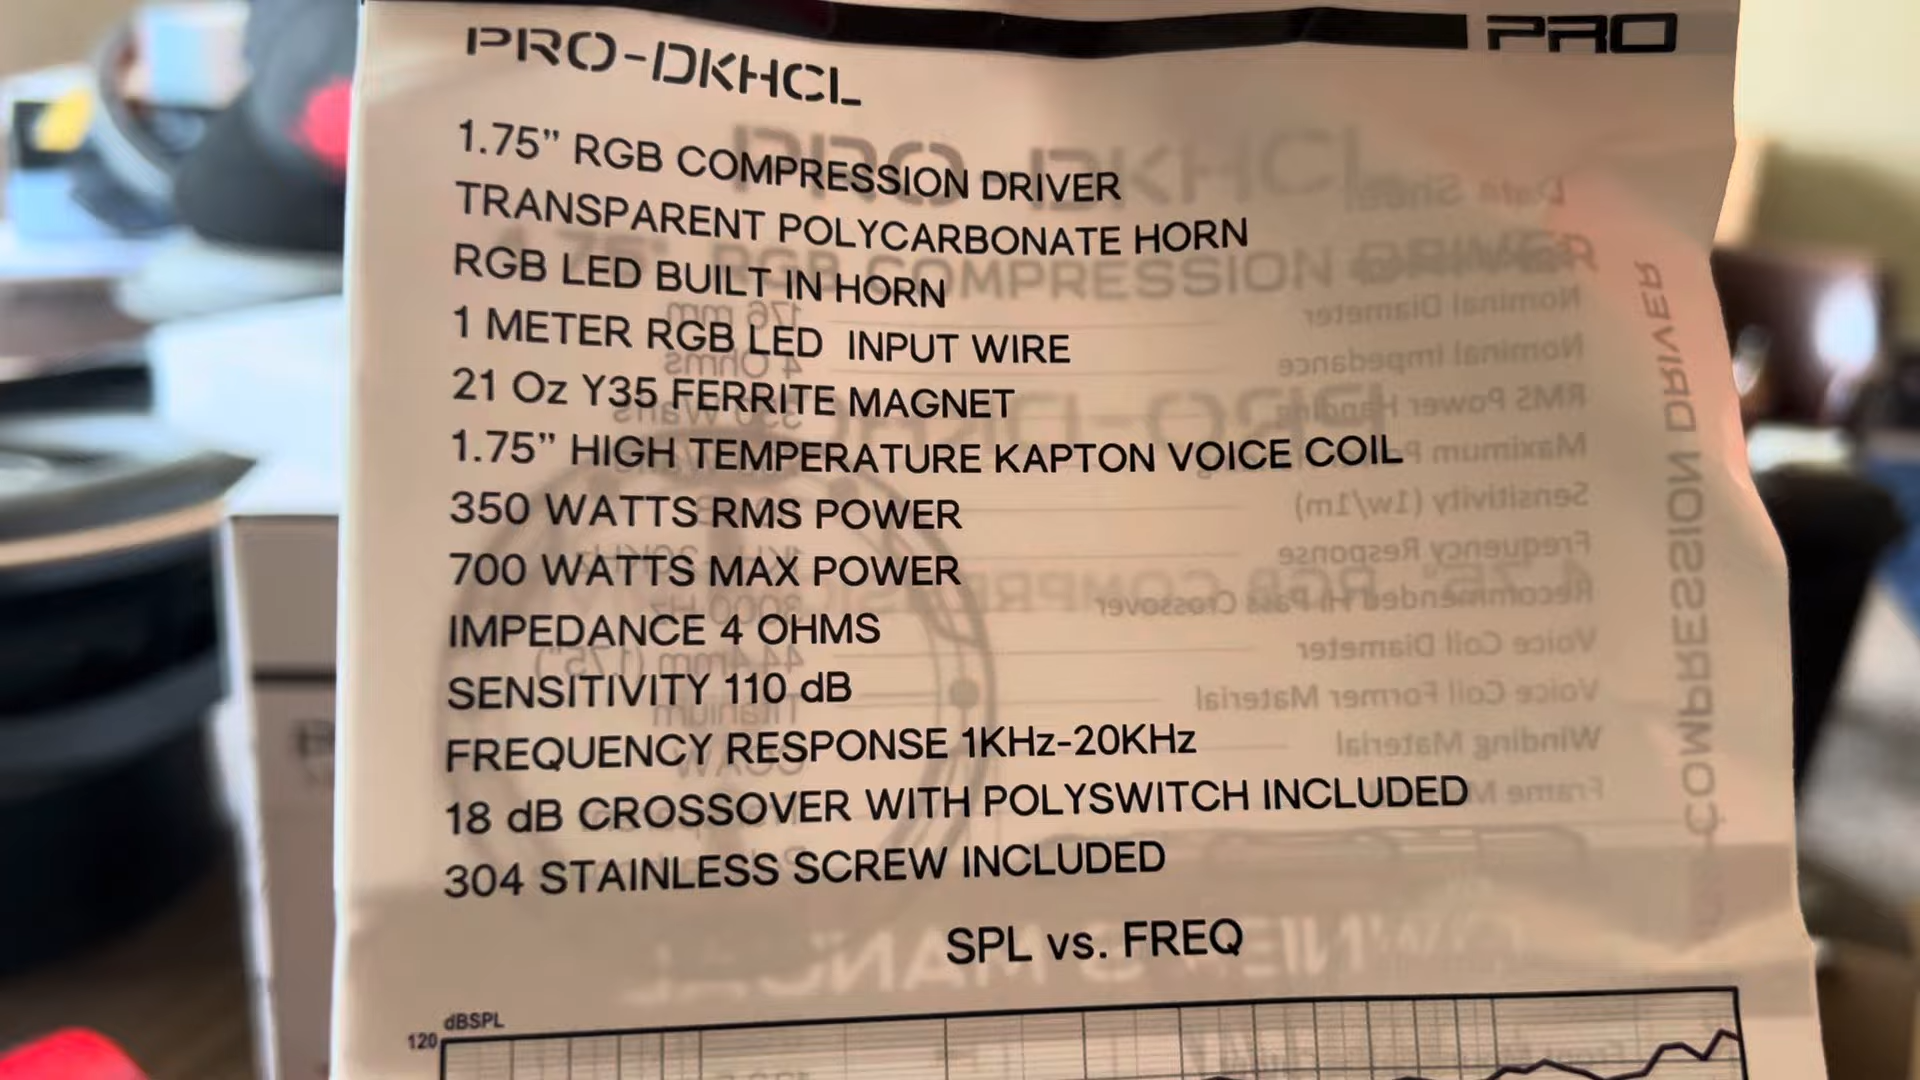 PRO
PRO-DKHCL
1.75" RGB COMPRESSION DRIVER
TRANSPARENT POLYCARBONATE HORN
RGB LED BUILT IN HORN
1 METER RGB LED INPUT WIRE
21 Oz Y35 FERRITE MAGNET
1.75" HIGH TEMPERATURE KAPTON VOICE COIL
350 WATTS RMS POWER
700 WATTS MAX POWER
IMPEDANCE 4 OHMS
SENSITIVITY 110 dB
FREQUENCY RESPONSE 1KHz-20KHz
18 dB CROSSOVER WITH POLYSWITCH INCLUDED
304 STAINLESS SCREW INCLUDED
SPL vs. FREQ
dBSPL
120